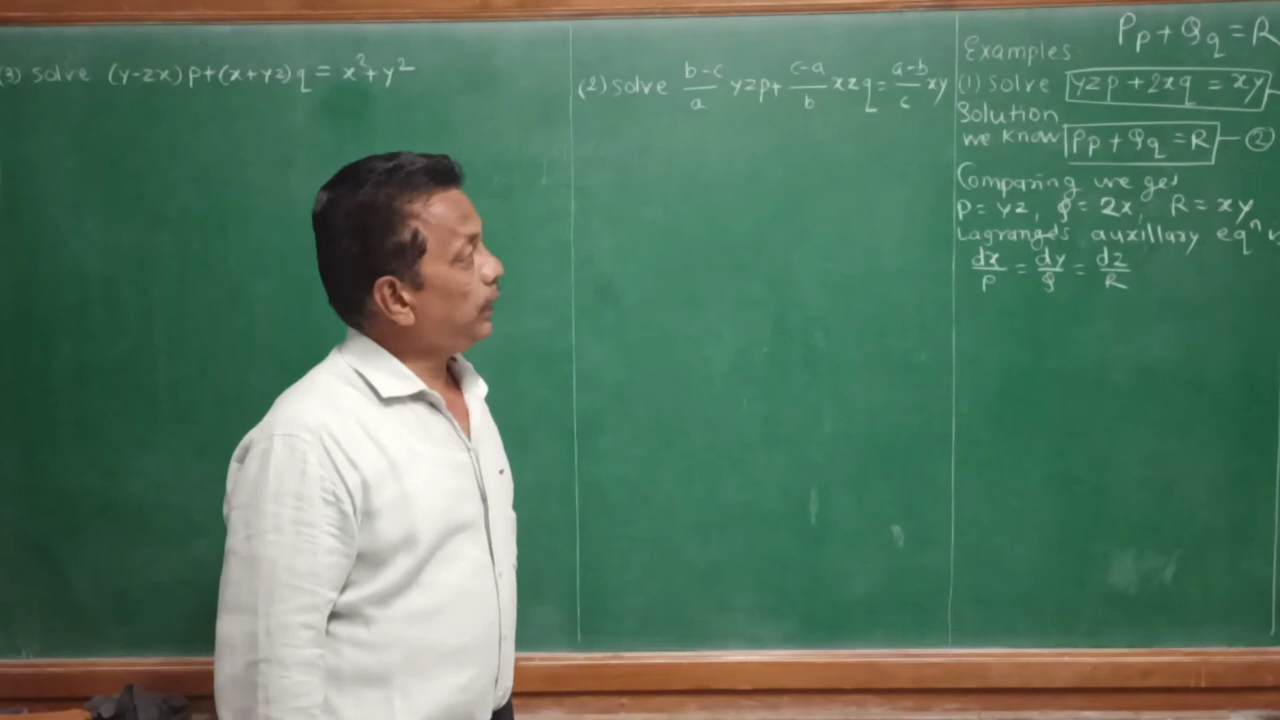 (3) solve (y-zx)p+(x+yz)q = x²+y²
(2) solve b-c/a yzp+ c-a/b xzq = a-b/c xy
Pp + Qq = R
Examples
(1) solve yzp + 2xq = xy
Solution
we know Pp + Qq = R — ②
Comparing we get
P = yz, Q = 2x, R = xy
Lagrange's auxillary eqⁿ
dx/P = dy/Q = dz/R